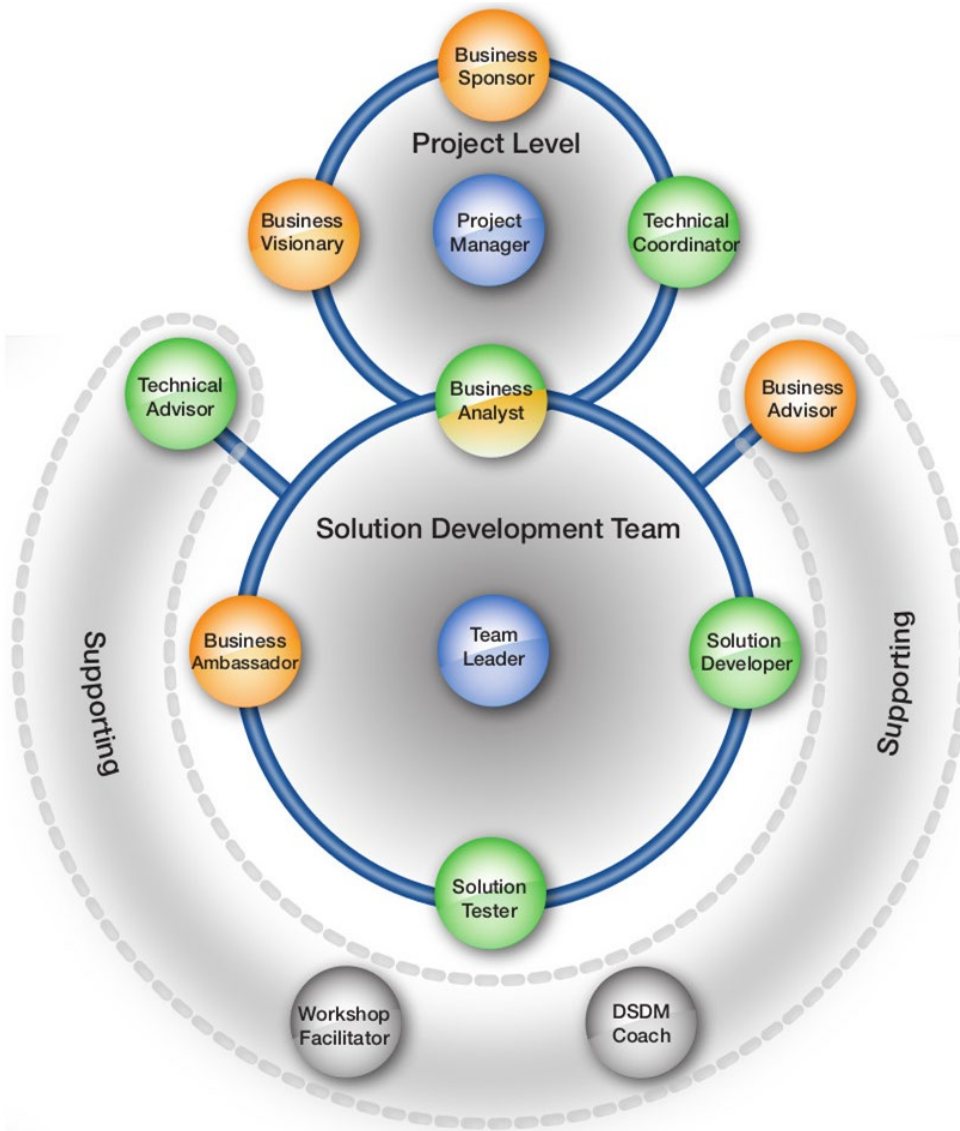 Business
Sponsor
Project Level
Business
Visionary
Project
Manager
Technical
Coordinator
Technical
Advisor
Business
Analyst
Business
Advisor
Solution Development Team
Supporting
Business
Ambassador
Team
Leader
Solution
Developer
Supporting
Solution
Tester
Workshop
Facilitator
DSDM
Coach